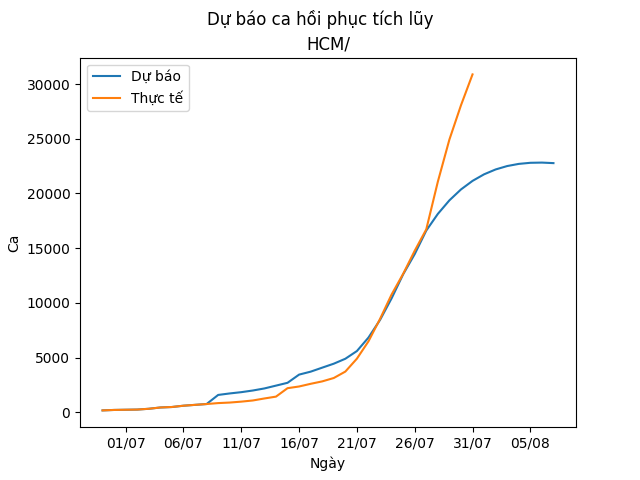 Dự báo ca hồi phục tích lũy
HCM/
Dự báo
Thực tế
30000
25000
20000
15000
10000
5000
0
Ca
01/07 06/07 11/07 16/07 21/07 26/07 31/07 05/08
Ngày